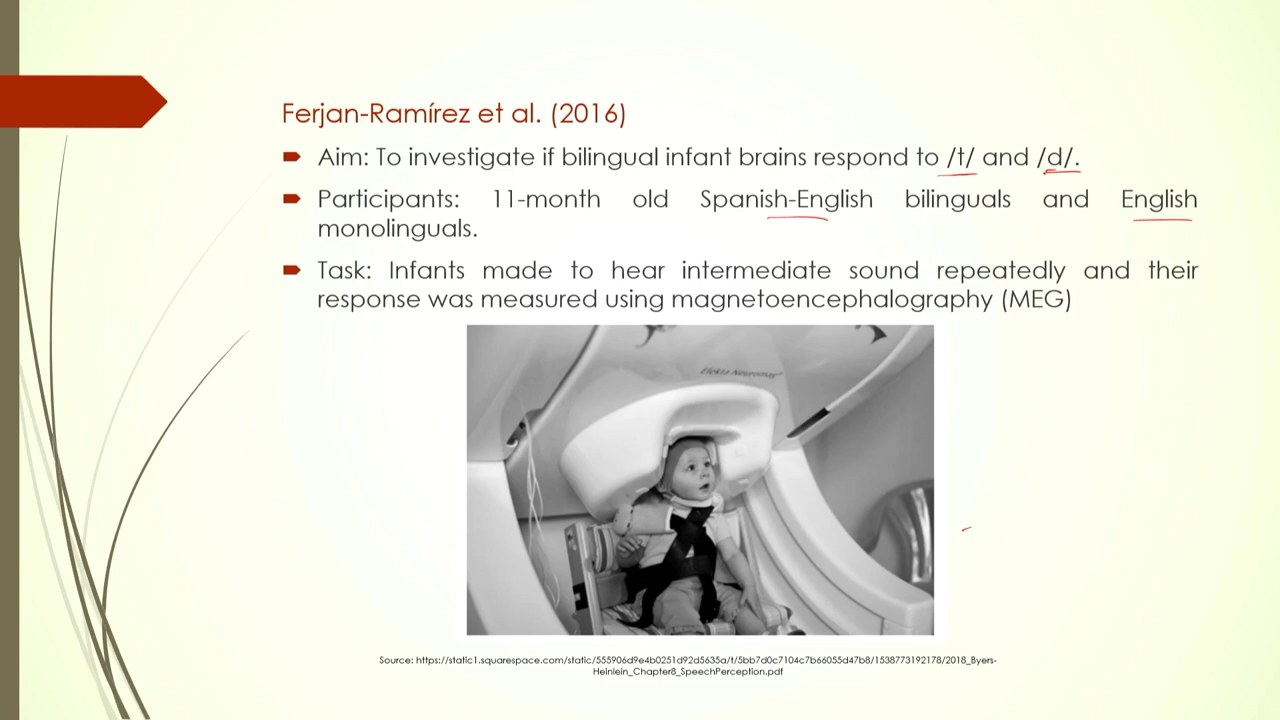 Ferjan-Ramírez et al. (2016)
Aim: To investigate if bilingual infant brains respond to /t/ and /d/.
Participants: 11-month old Spanish-English bilinguals and English
monolinguals.
Task: Infants made to hear intermediate sound repeatedly and their
response was measured using magnetoencephalography (MEG)
Elekta Neuromag
Source: https://static1.squarespace.com/static/555906d9e4b0251d92d5635a/t/5bb7d0c7104c7b66055d47b8/1538773192178/2018_Byers-
Heinlein_Chapter8_SpeechPerception.pdf